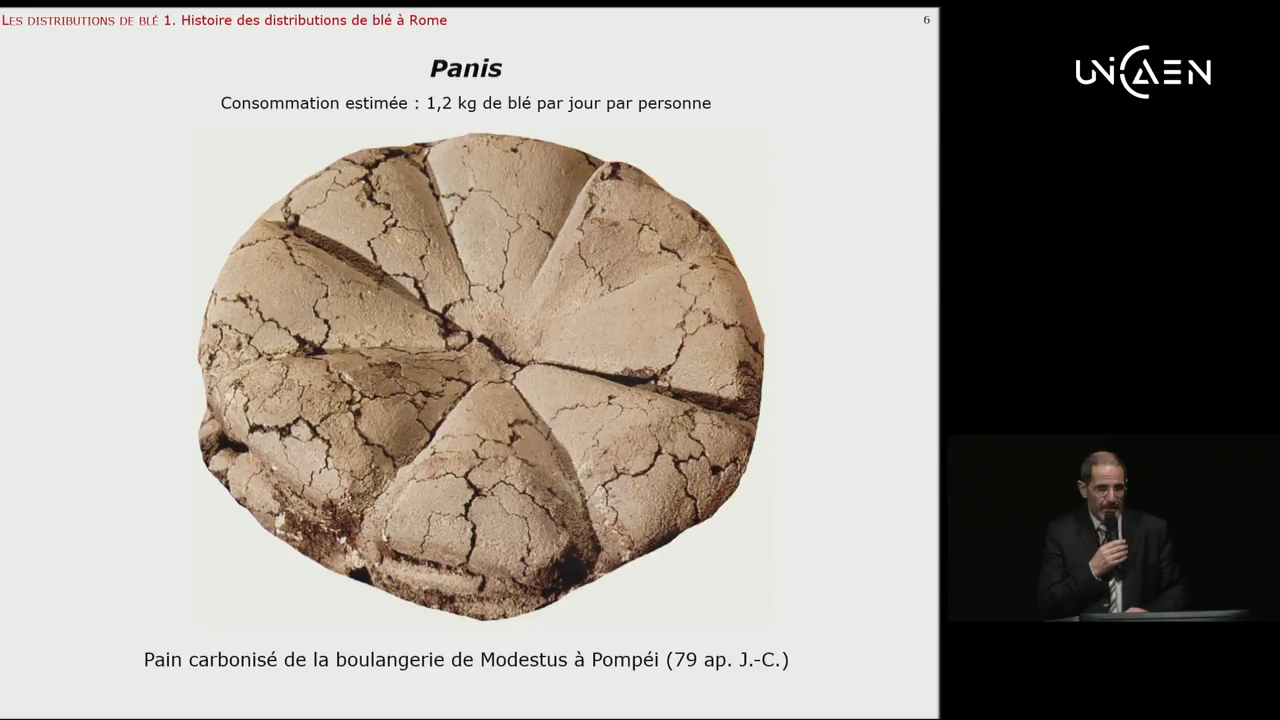 LES DISTRIBUTIONS DE BLÉ 1. Histoire des distributions de blé à Rome
6
Panis
Consommation estimée : 1,2 kg de blé par jour par personne
Pain carbonisé de la boulangerie de Modestus à Pompéi (79 ap. J.-C.)
UNICAEN